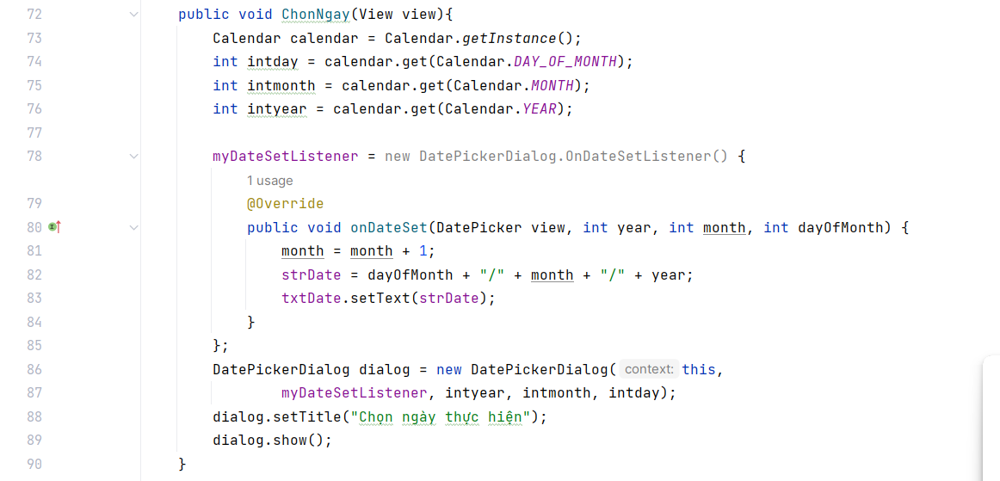 72 public void ChonNgay(View view){
73 Calendar calendar = Calendar.getInstance();
74 int intday = calendar.get(Calendar.DAY_OF_MONTH);
75 int intmonth = calendar.get(Calendar.MONTH);
76 int intyear = calendar.get(Calendar.YEAR);
77
78 myDateSetListener = new DatePickerDialog.OnDateSetListener() {
1 usage
79 @Override
80 public void onDateSet(DatePicker view, int year, int month, int dayOfMonth) {
81 month = month + 1;
82 strDate = dayOfMonth + "/" + month + "/" + year;
83 txtDate.setText(strDate);
84 }
85 };
86 DatePickerDialog dialog = new DatePickerDialog( context: this,
87 myDateSetListener, intyear, intmonth, intday);
88 dialog.setTitle("Chọn ngày thực hiện");
89 dialog.show();
90 }